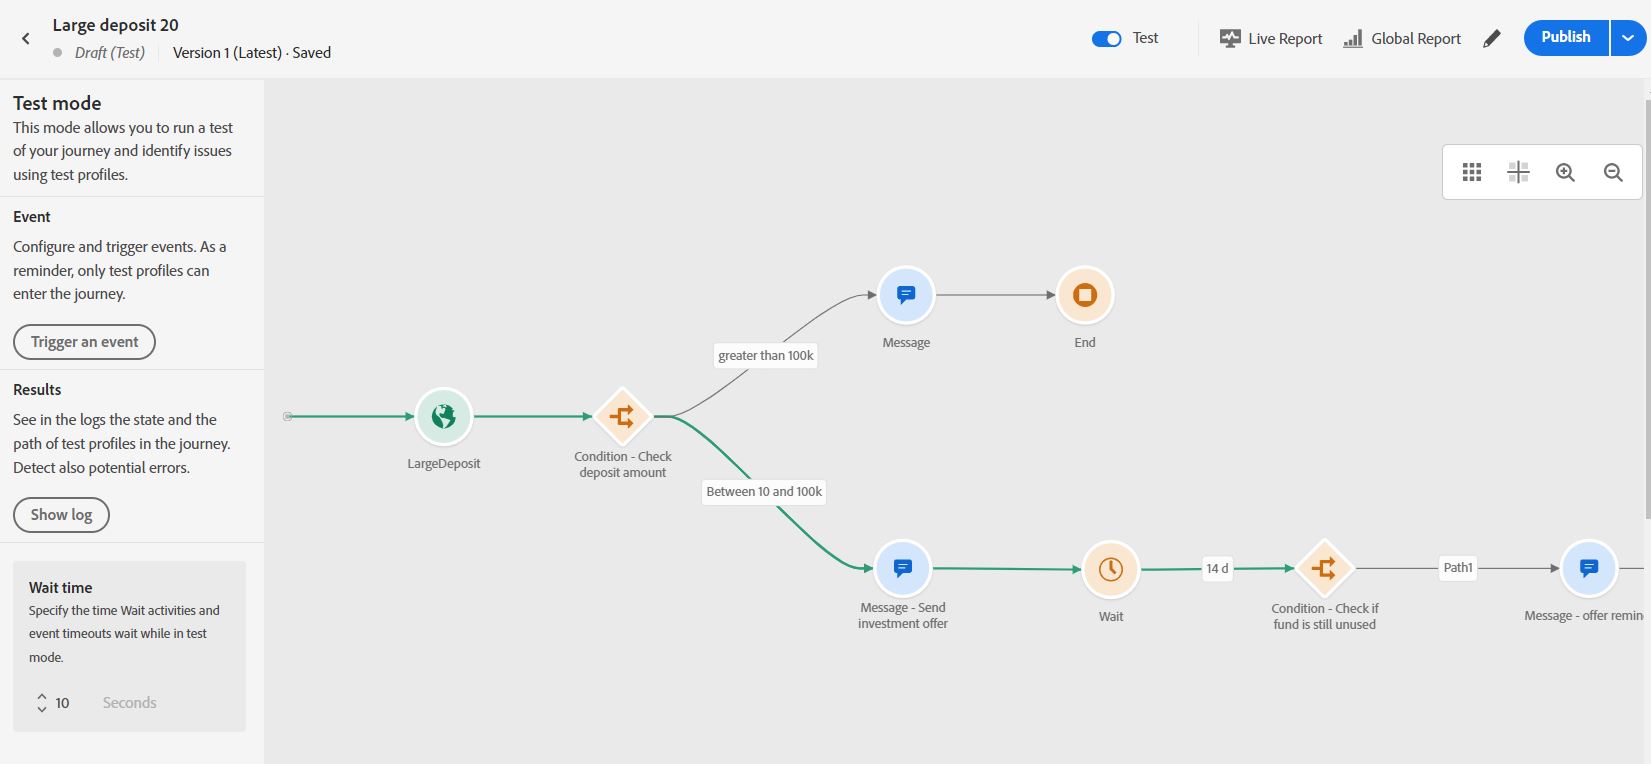 Large deposit 20
Draft (Test)
Version 1 (Latest) · Saved
Test
Live Report
Global Report
Publish
Test mode
This mode allows you to run a test
of your journey and identify issues
using test profiles.
Event
Configure and trigger events. As a
reminder, only test profiles can
enter the journey.
Trigger an event
Results
See in the logs the state and the
path of test profiles in the journey.
Detect also potential errors.
Show log
Wait time
Specify the time Wait activities and
event timeouts wait while in test
mode.
10 Seconds
LargeDeposit
Condition - Check
deposit amount
greater than 100k
Message
End
Between 10 and 100k
Message - Send
investment offer
Wait
14 d
Condition - Check if
fund is still unused
Path1
Message - offer remin